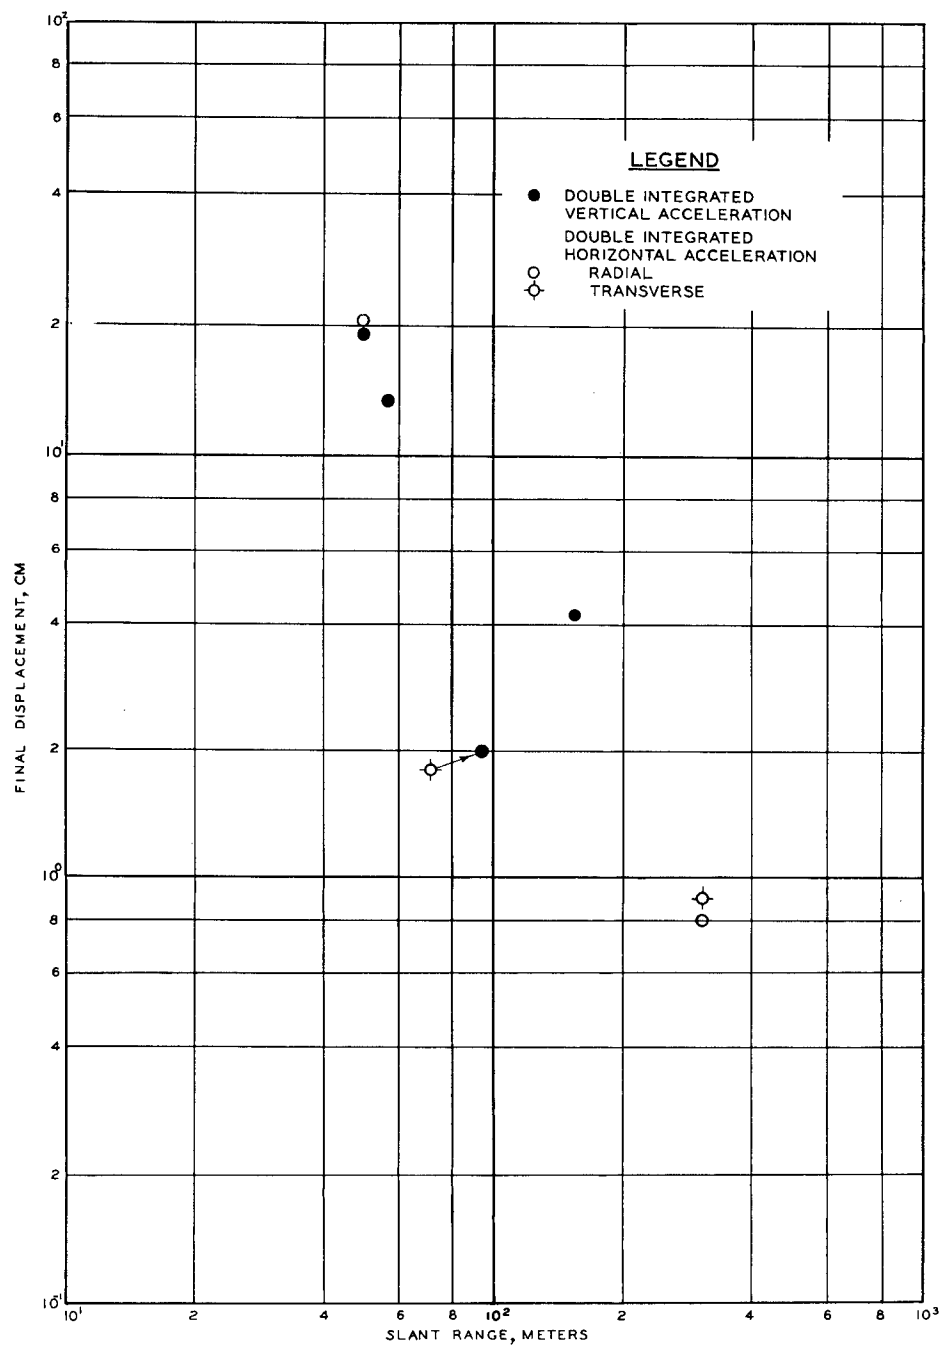 10²
8
6
4
2
10¹
8
6
4
2
10⁰
8
6
4
2
10⁻¹
FINAL DISPLACEMENT, CM
LEGEND
● DOUBLE INTEGRATED
VERTICAL ACCELERATION
DOUBLE INTEGRATED
HORIZONTAL ACCELERATION
RADIAL
TRANSVERSE
10¹ 2 4 6 8 10² 2 4 6 8 10³
SLANT RANGE, METERS